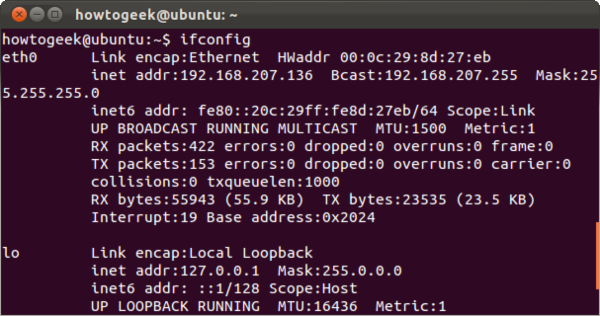 howtogeek@ubuntu: ~
howtogeek@ubuntu:~$ ifconfig
eth0      Link encap:Ethernet  HWaddr 00:0c:29:8d:27:eb
          inet addr:192.168.207.136  Bcast:192.168.207.255  Mask:25
5.255.255.0
          inet6 addr: fe80::20c:29ff:fe8d:27eb/64 Scope:Link
          UP BROADCAST RUNNING MULTICAST  MTU:1500  Metric:1
          RX packets:422 errors:0 dropped:0 overruns:0 frame:0
          TX packets:153 errors:0 dropped:0 overruns:0 carrier:0
          collisions:0 txqueuelen:1000
          RX bytes:55943 (55.9 KB)  TX bytes:23535 (23.5 KB)
          Interrupt:19 Base address:0x2024
lo        Link encap:Local Loopback
          inet addr:127.0.0.1  Mask:255.0.0.0
          inet6 addr: ::1/128 Scope:Host
          UP LOOPBACK RUNNING  MTU:16436  Metric:1